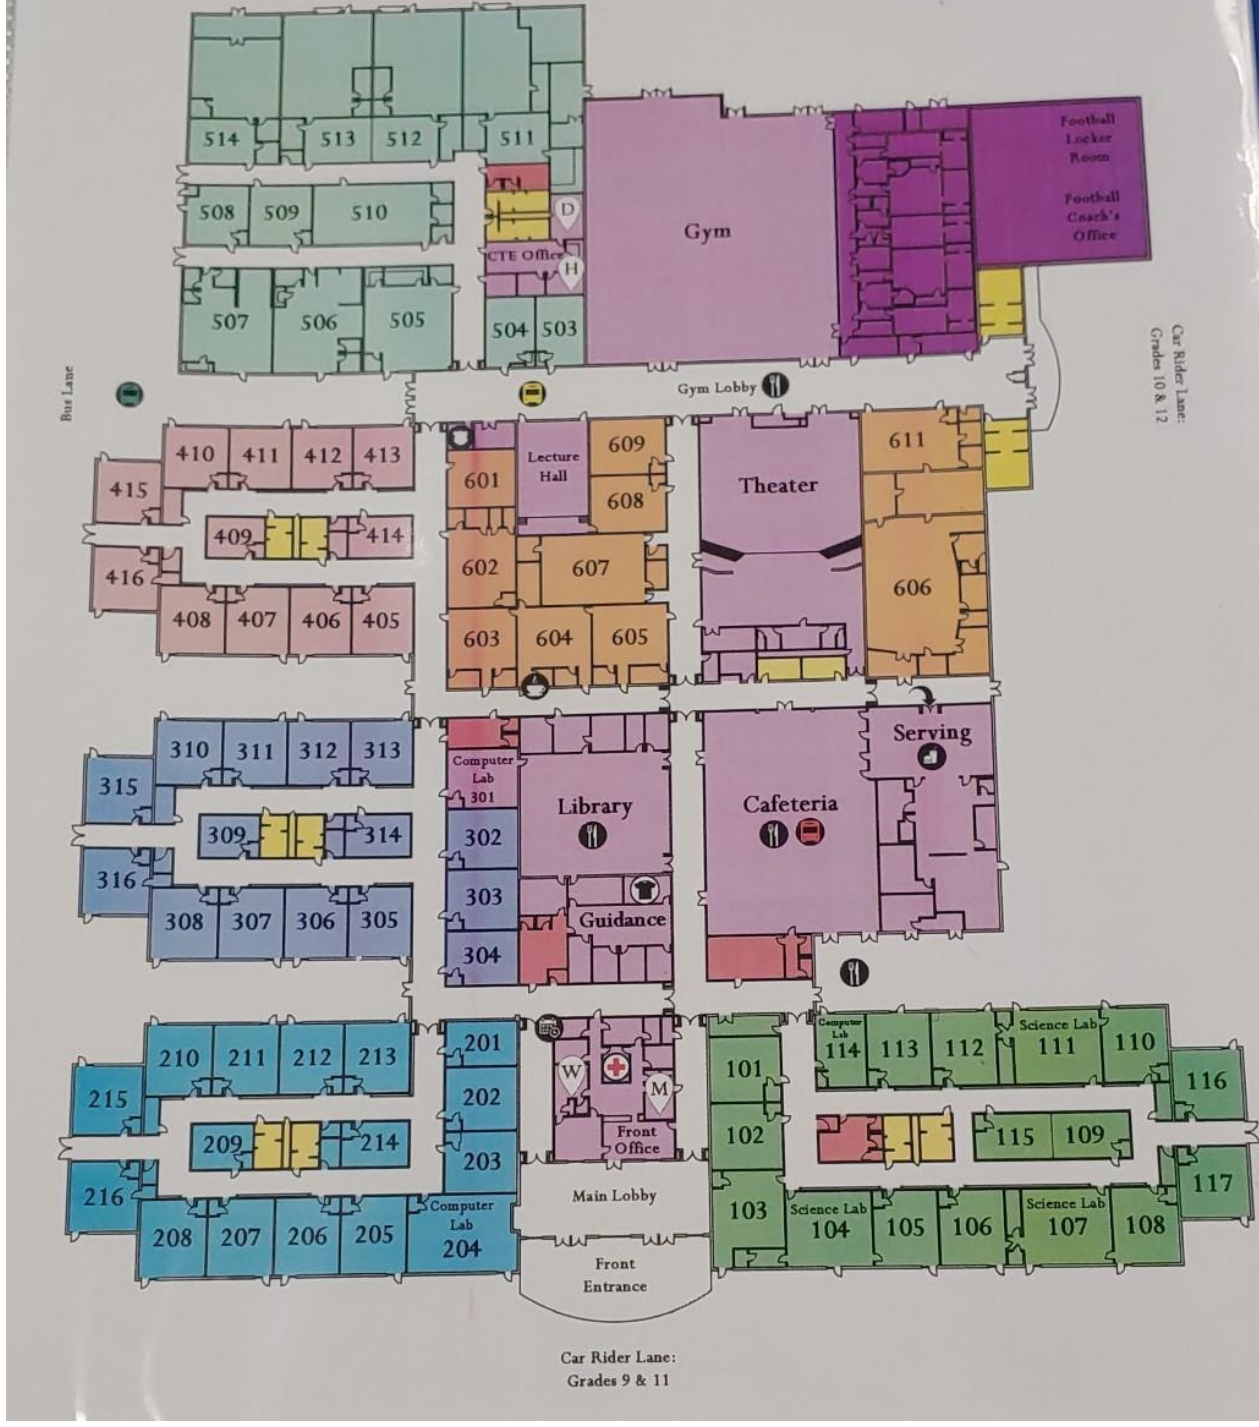 514
513
512
511
508
509
510
D
CTE Office
H
507
506
505
504
503
Gym
Football
Locker
Room
Football
Coach's
Office
Car Rider Lane:
Grades 10 & 12
Bus Lane
Gym Lobby
410
411
412
413
415
409
414
416
408
407
406
405
601
Lecture
Hall
609
608
602
607
603
604
605
Theater
611
606
310
311
312
313
315
309
314
316
308
307
306
305
Computer
Lab
301
302
303
304
Library
Guidance
Cafeteria
Serving
210
211
212
213
215
209
214
216
208
207
206
205
201
202
203
Computer
Lab
204
W
M
Front
Office
Main Lobby
Front
Entrance
101
102
103
Computer
Lab
114
113
112
Science Lab
111
110
116
115
109
117
Science Lab
104
105
106
Science Lab
107
108
Car Rider Lane:
Grades 9 & 11